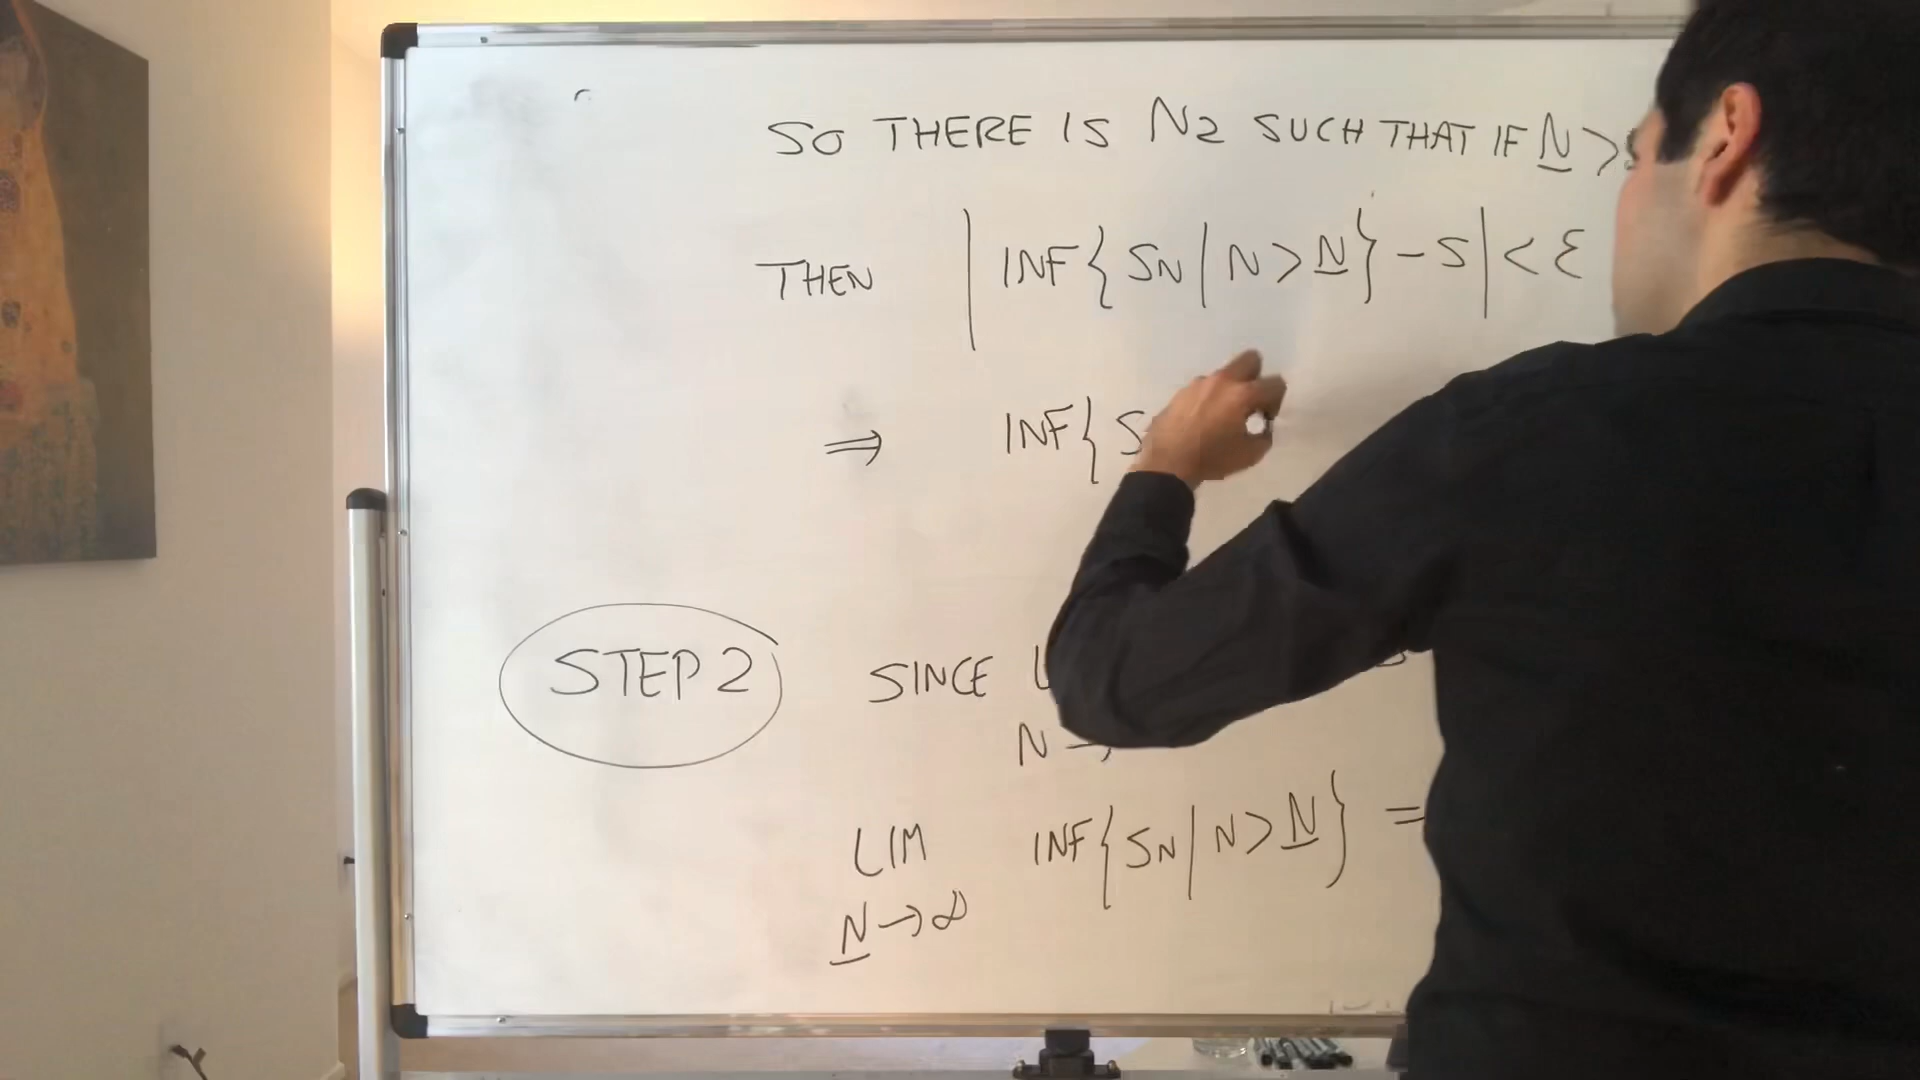 SO THERE IS N2 SUCH THAT IF N >
THEN | INF{ SN | N > N } - S | < ε
⇒ INF{ S
STEP 2 SINCE
N →
LIM INF{ SN | N > N } =
N → ∞